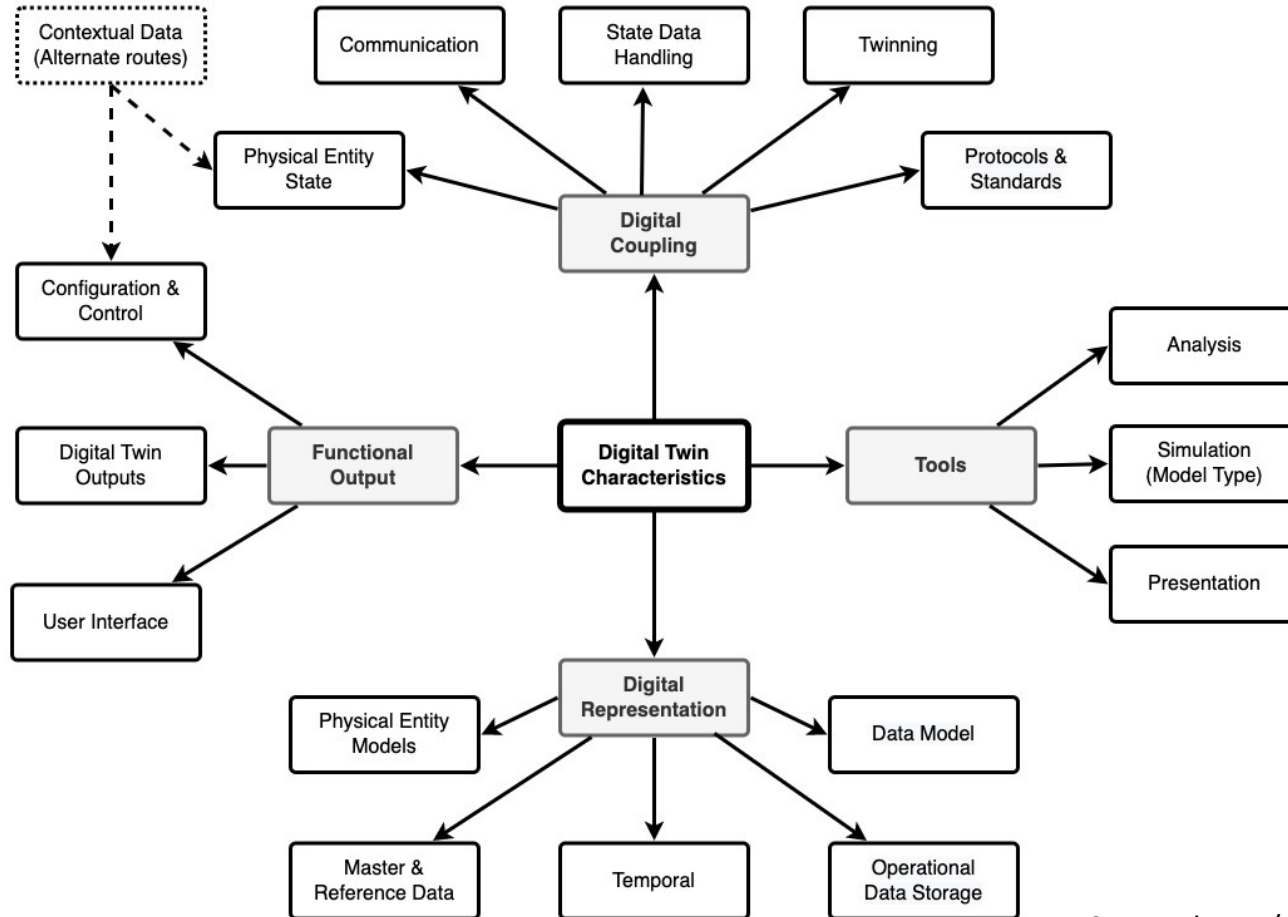 Contextual Data
(Alternate routes)
Communication
State Data
Handling
Twinning
Physical Entity
State
Protocols &
Standards
Digital
Coupling
Configuration &
Control
Analysis
Digital Twin
Outputs
Functional
Output
Digital Twin
Characteristics
Tools
Simulation
(Model Type)
User Interface
Presentation
Physical Entity
Models
Digital
Representation
Data Model
Master &
Reference Data
Temporal
Operational
Data Storage